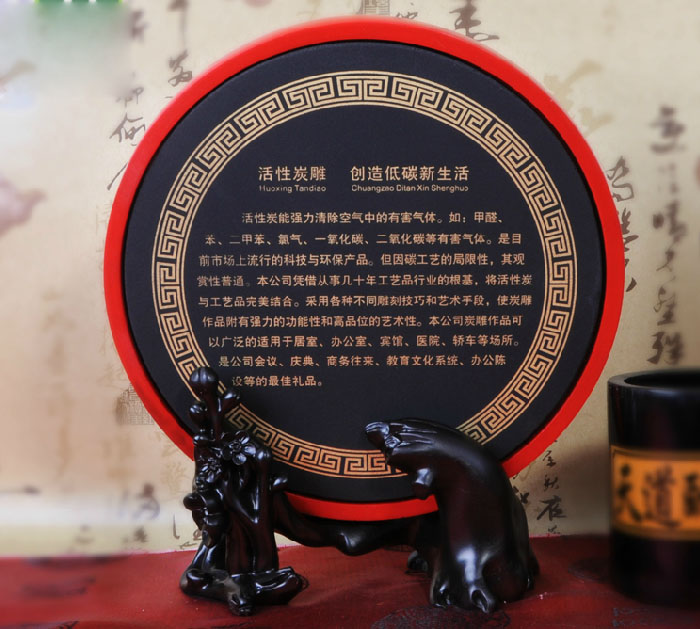 活性炭雕 创造低碳新生活
Huoxing Tandiao Chuangzao Ditan Xin Shenghuo
活性炭能强力清除空气中的有害气体。如：甲醛、
苯、二甲苯、氯气、一氧化碳、二氧化碳等有害气体。是目
前市场上流行的科技与环保产品。但因碳工艺的局限性，其观
赏性普通。本公司凭借从事几十年工艺品行业的根基，将活性炭
与工艺品完美结合。采用各种不同雕刻技巧和艺术手段，使炭雕
作品附有强力的功能性和高品位的艺术性。本公司炭雕作品可
以广泛的适用于居室、办公室、宾馆、医院、轿车等场所。
是公司会议、庆典、商务往来、教育文化系统、办公陈
设等的最佳礼品。
天道